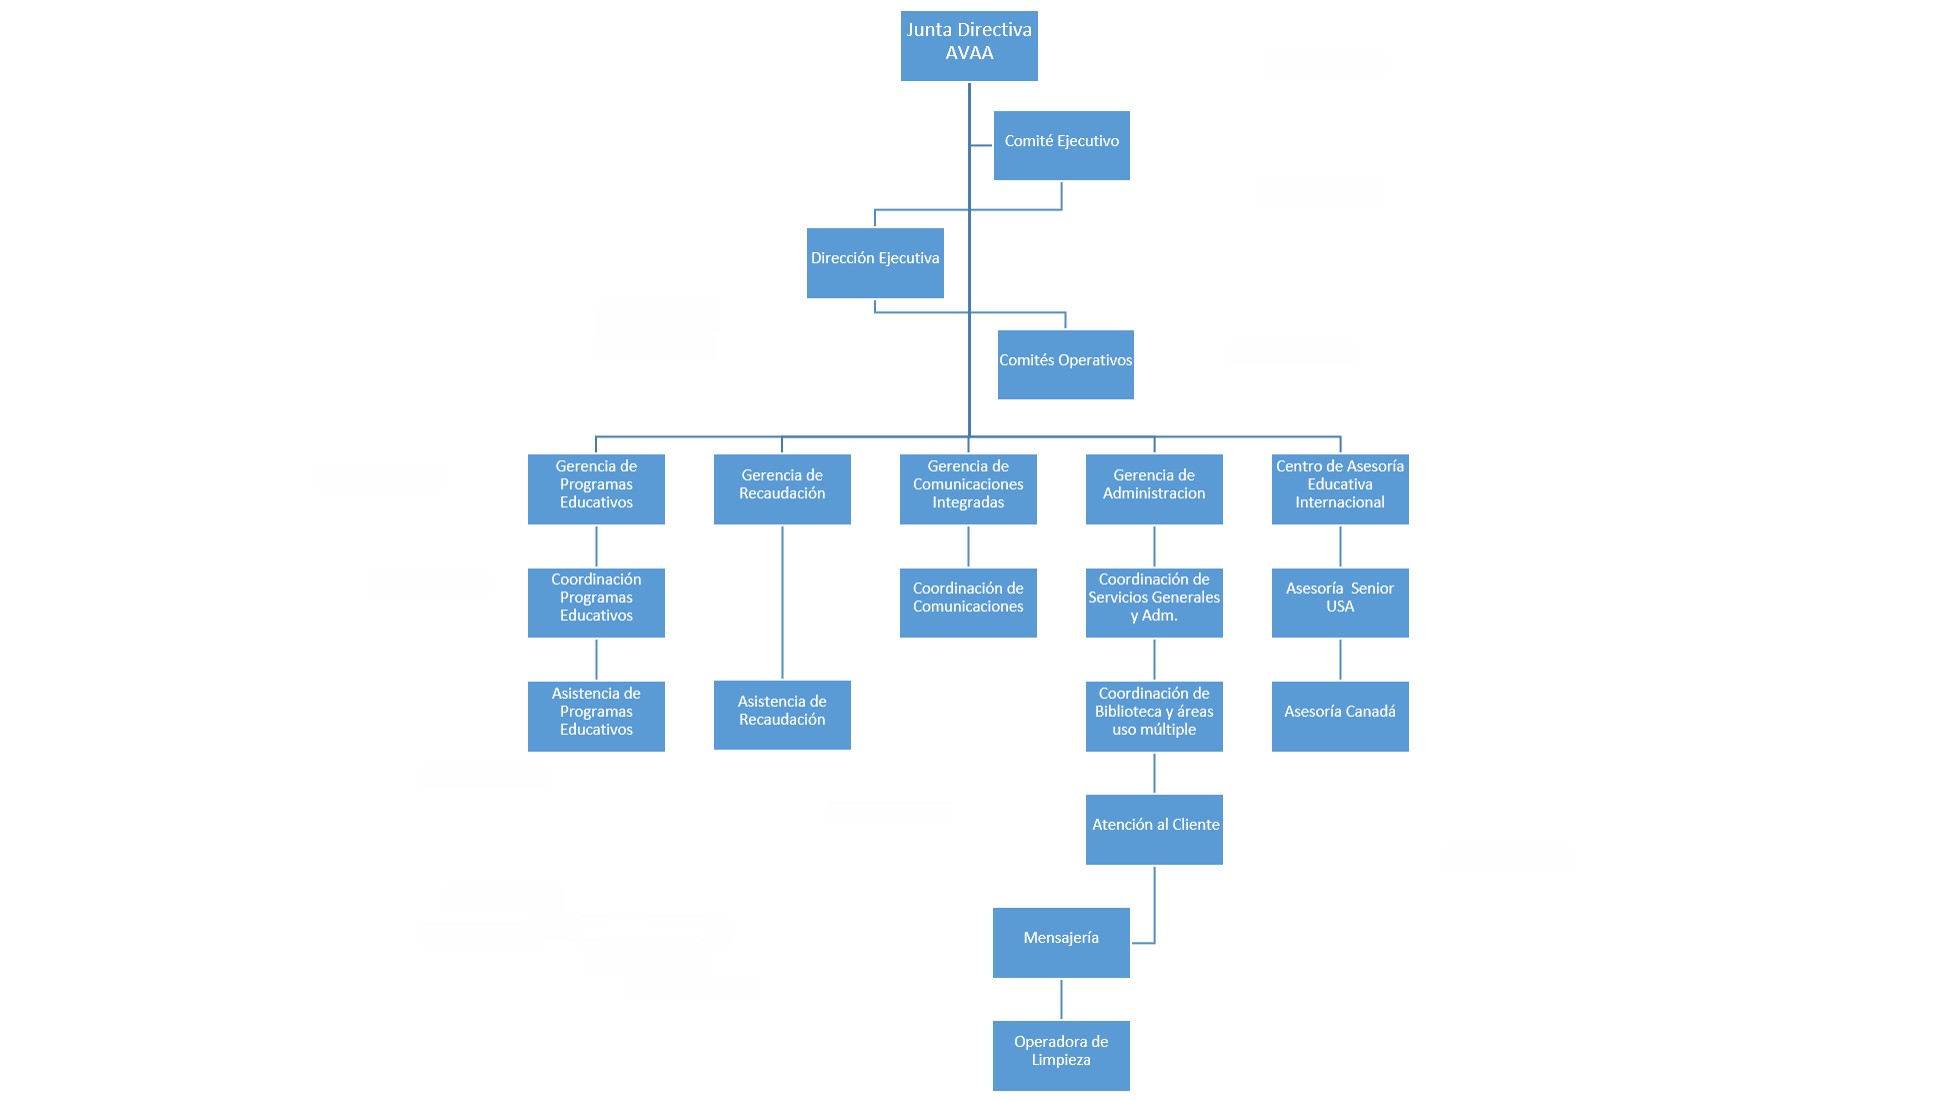 Junta Directiva
AVAA
Comité Ejecutivo
Dirección Ejecutiva
Comités Operativos
Gerencia de
Programas
Educativos
Gerencia de
Recaudación
Gerencia de
Comunicaciones
Integradas
Gerencia de
Administracion
Centro de Asesoría
Educativa
Internacional
Coordinación
Programas
Educativos
Coordinación de
Comunicaciones
Coordinación de
Servicios Generales
y Adm.
Asesoría  Senior
USA
Asistencia de
Programas
Educativos
Asistencia de
Recaudación
Coordinación de
Biblioteca y áreas
uso múltiple
Asesoría Canadá
Atención al Cliente
Mensajería
Operadora de
Limpieza